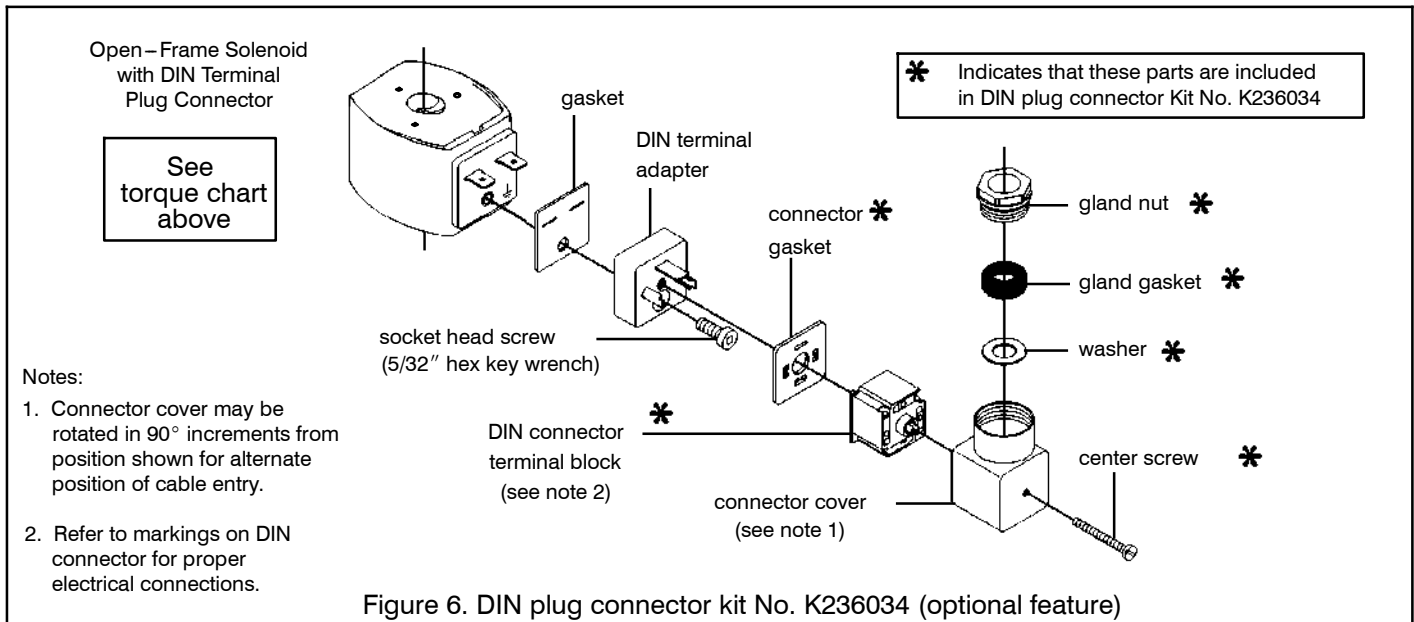 Open–Frame Solenoid
with DIN Terminal
Plug Connector
See
torque chart
above
gasket
DIN terminal
adapter
* Indicates that these parts are included
in DIN plug connector Kit No. K236034
connector *
gasket
gland nut *
gland gasket *
washer *
socket head screw
(5/32″ hex key wrench)
*
DIN connector
terminal block
(see note 2)
connector cover
(see note 1)
center screw *
Notes:
1. Connector cover may be
rotated in 90° increments from
position shown for alternate
position of cable entry.
2. Refer to markings on DIN
connector for proper
electrical connections.
Figure 6. DIN plug connector kit No. K236034 (optional feature)